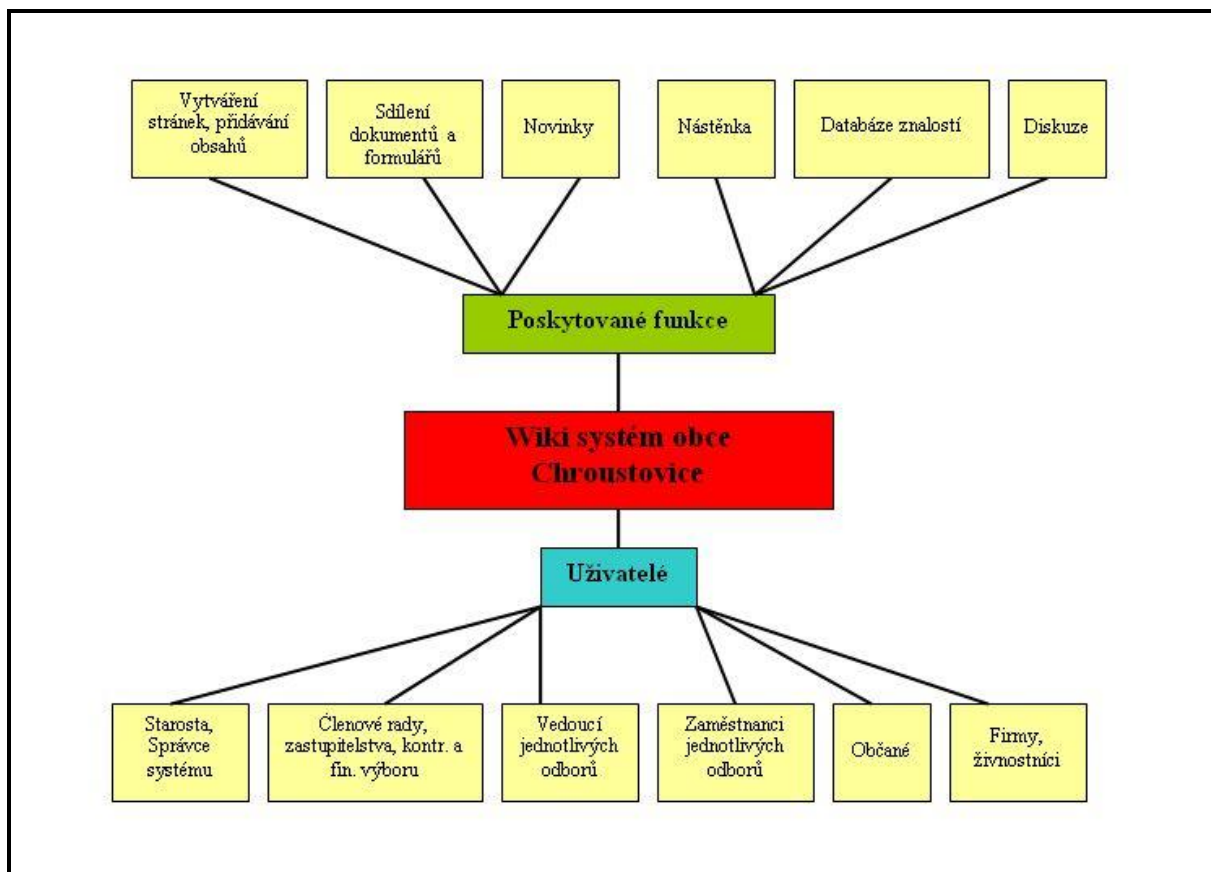 Vytváření
stránek, přidávání
obsahů
Sdílení
dokumentů a
formulářů
Novinky
Nástěnka
Databáze znalostí
Diskuze
Poskytované funkce
Wiki systém obce
Chroustovice
Uživatelé
Starosta,
Správce
systému
Členové rady,
zastupitelstva, kontr. a
fin. výboru
Vedoucí
jednotlivých
odborů
Zaměstnanci
jednotlivých
odborů
Občané
Firmy,
živnostníci